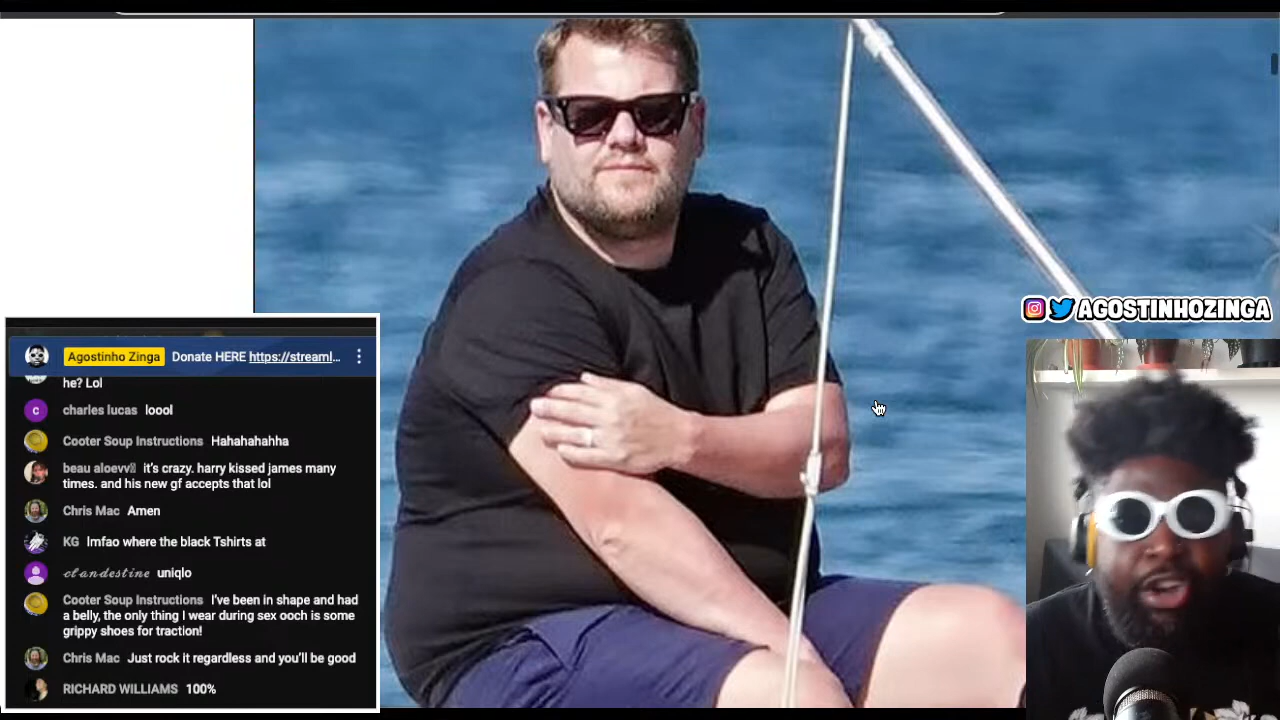 AGOSTINHOZINGA
Agostinho Zinga Donate HERE https://streaml...
he? Lol
charles lucas loool
Cooter Soup Instructions Hahahahahha
beau aloevv it's crazy. harry kissed james many
times. and his new gf accepts that lol
Chris Mac Amen
KG lmfao where the black Tshirts at
𝓬𝓵𝓪𝓷𝓭𝓮𝓼𝓽𝓲𝓷𝓮 uniqlo
Cooter Soup Instructions I've been in shape and had
a belly, the only thing I wear during sex ooch is some
grippy shoes for traction!
Chris Mac Just rock it regardless and you'll be good
RICHARD WILLIAMS 100%